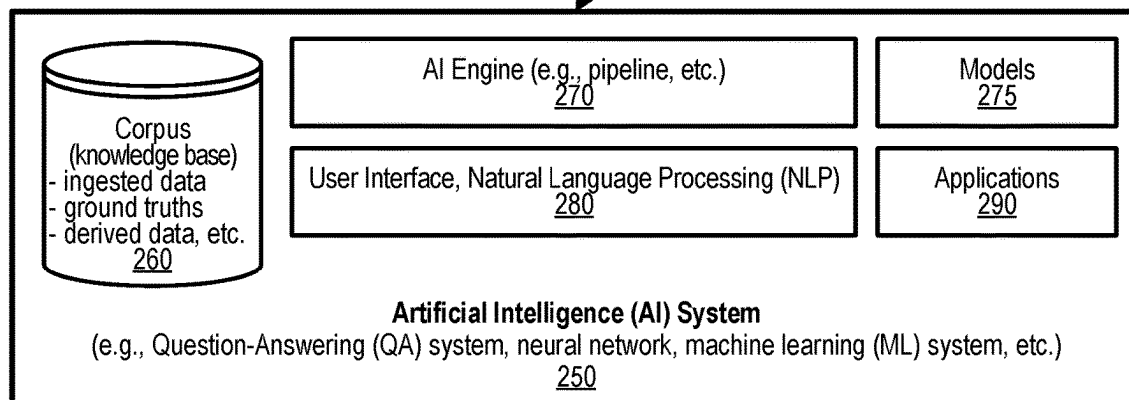 Corpus
(knowledge base)
- ingested data
- ground truths
- derived data, etc.
260
AI Engine (e.g., pipeline, etc.)
270
Models
275
User Interface, Natural Language Processing (NLP)
280
Applications
290
Artificial Intelligence (AI) System
(e.g., Question-Answering (QA) system, neural network, machine learning (ML) system, etc.)
250